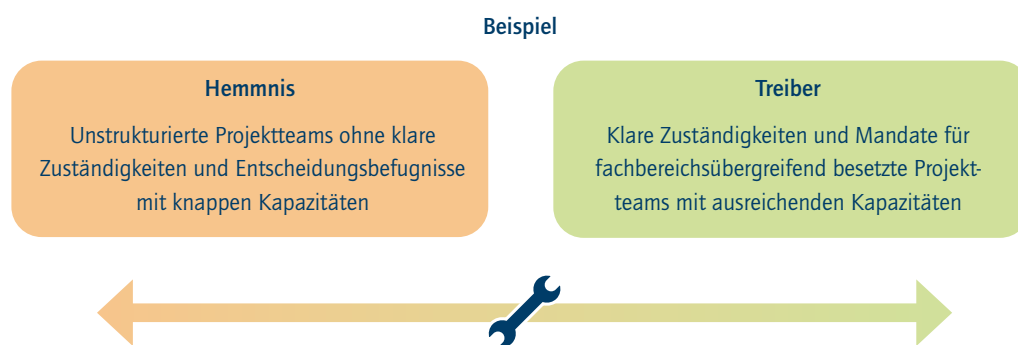 Beispiel
Hemmnis
Unstrukturierte Projektteams ohne klare
Zuständigkeiten und Entscheidungsbefugnisse
mit knappen Kapazitäten
Treiber
Klare Zuständigkeiten und Mandate für
fachbereichsübergreifend besetzte Projekt-
teams mit ausreichenden Kapazitäten